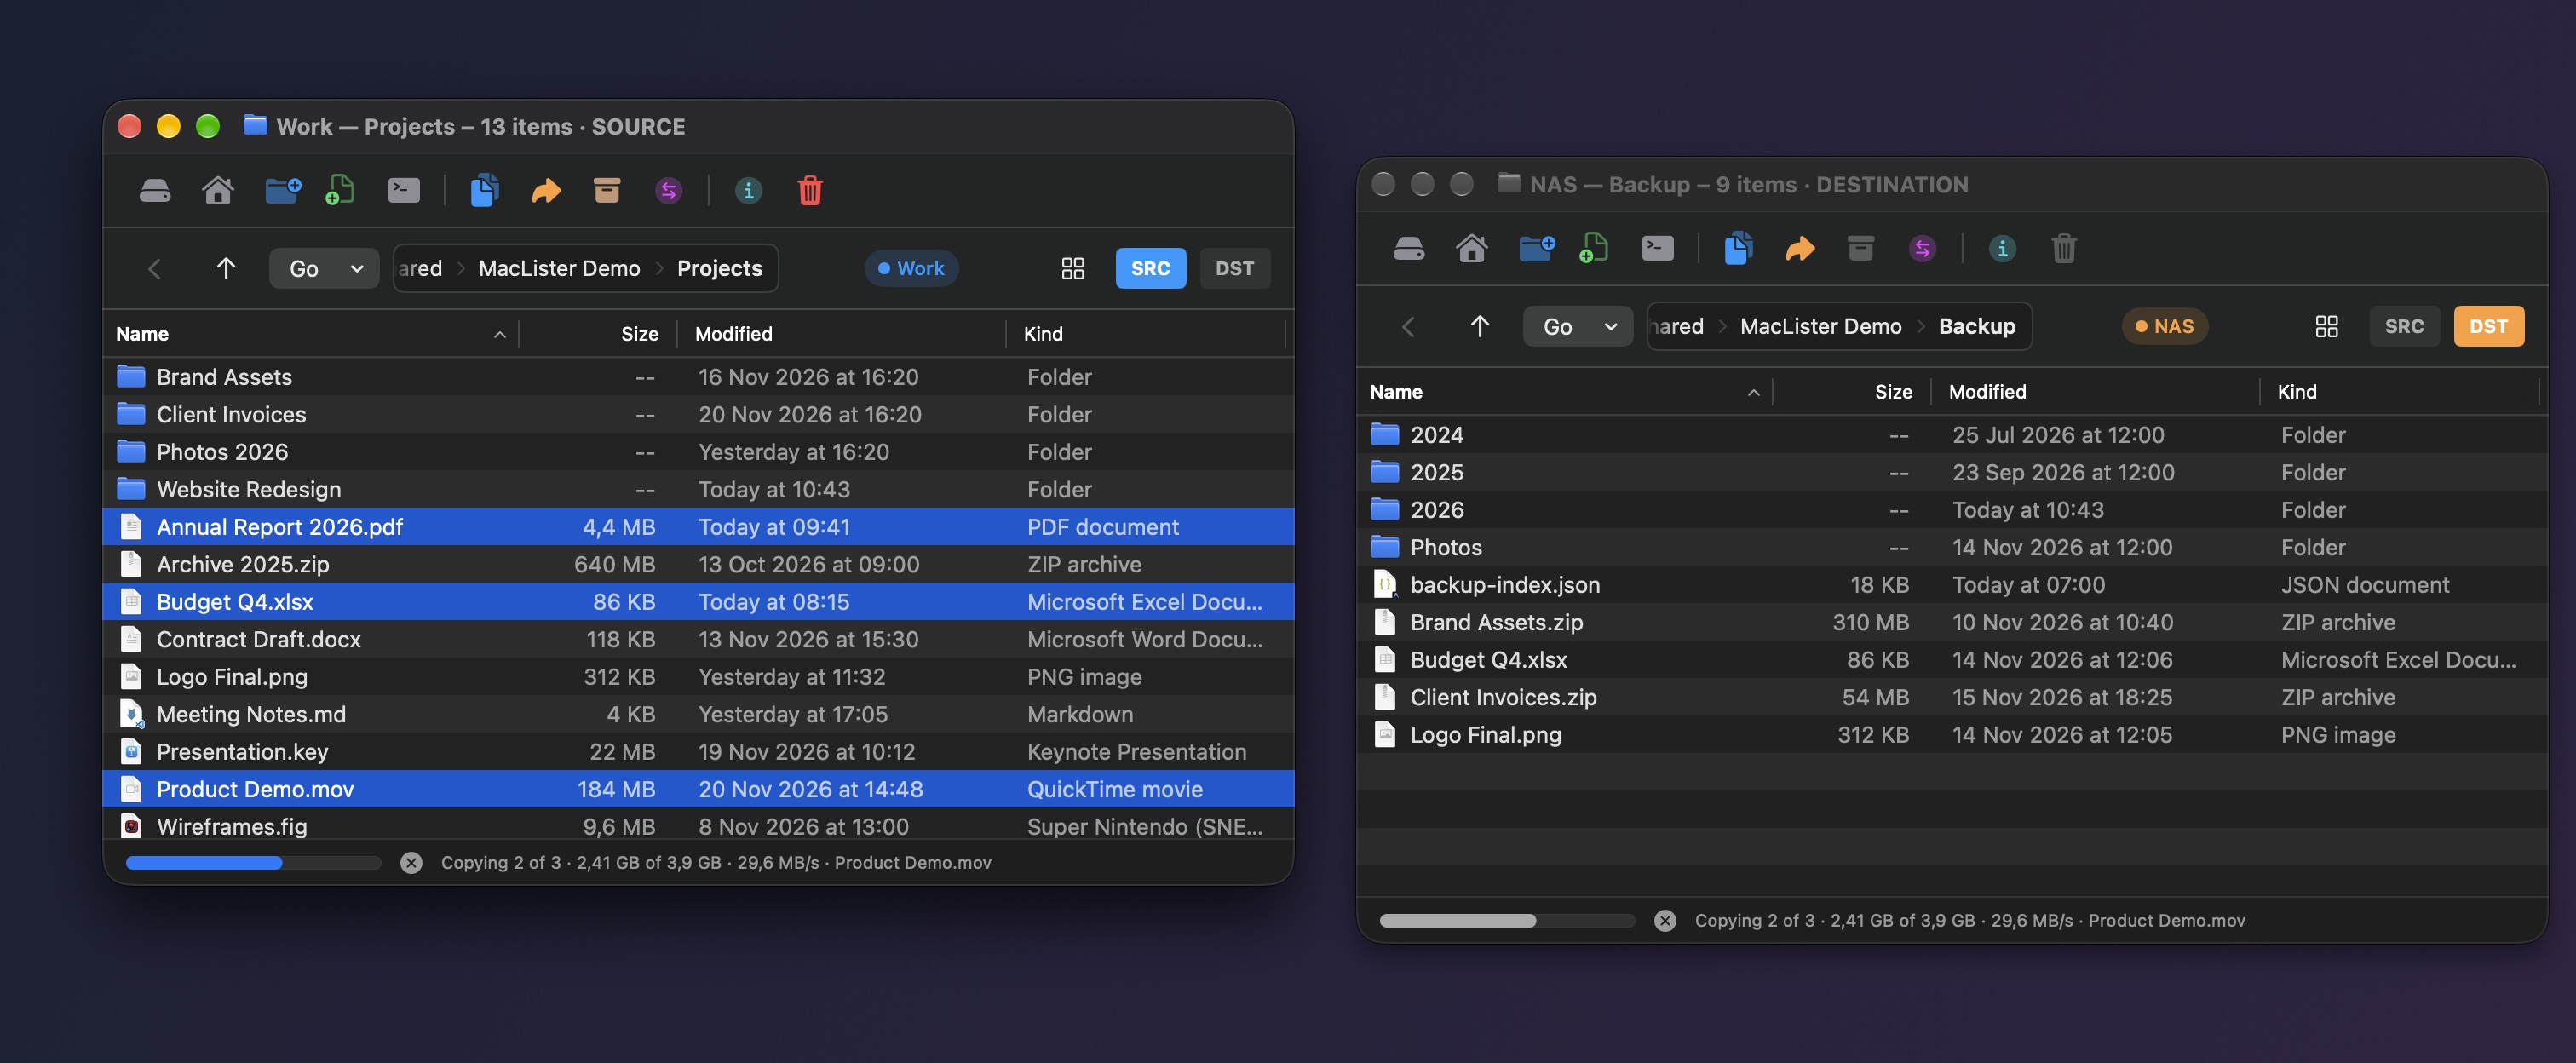 Work — Projects – 13 items · SOURCE
Go ared MacLister Demo Projects Work SRC DST
Name Size Modified Kind
Brand Assets -- 16 Nov 2026 at 16:20 Folder
Client Invoices -- 20 Nov 2026 at 16:20 Folder
Photos 2026 -- Yesterday at 16:20 Folder
Website Redesign -- Today at 10:43 Folder
Annual Report 2026.pdf 4,4 MB Today at 09:41 PDF document
Archive 2025.zip 640 MB 13 Oct 2026 at 09:00 ZIP archive
Budget Q4.xlsx 86 KB Today at 08:15 Microsoft Excel Docu...
Contract Draft.docx 118 KB 13 Nov 2026 at 15:30 Microsoft Word Docu...
Logo Final.png 312 KB Yesterday at 11:32 PNG image
Meeting Notes.md 4 KB Yesterday at 17:05 Markdown
Presentation.key 22 MB 19 Nov 2026 at 10:12 Keynote Presentation
Product Demo.mov 184 MB 20 Nov 2026 at 14:48 QuickTime movie
Wireframes.fig 9,6 MB 8 Nov 2026 at 13:00 Super Nintendo (SNE...
Copying 2 of 3 · 2,41 GB of 3,9 GB · 29,6 MB/s · Product Demo.mov
NAS — Backup – 9 items · DESTINATION
Go ared MacLister Demo Backup NAS SRC DST
Name Size Modified Kind
2024 -- 25 Jul 2026 at 12:00 Folder
2025 -- 23 Sep 2026 at 12:00 Folder
2026 -- Today at 10:43 Folder
Photos -- 14 Nov 2026 at 12:00 Folder
backup-index.json 18 KB Today at 07:00 JSON document
Brand Assets.zip 310 MB 10 Nov 2026 at 10:40 ZIP archive
Budget Q4.xlsx 86 KB 14 Nov 2026 at 12:06 Microsoft Excel Docu...
Client Invoices.zip 54 MB 15 Nov 2026 at 18:25 ZIP archive
Logo Final.png 312 KB 14 Nov 2026 at 12:05 PNG image
Copying 2 of 3 · 2,41 GB of 3,9 GB · 29,6 MB/s · Product Demo.mov